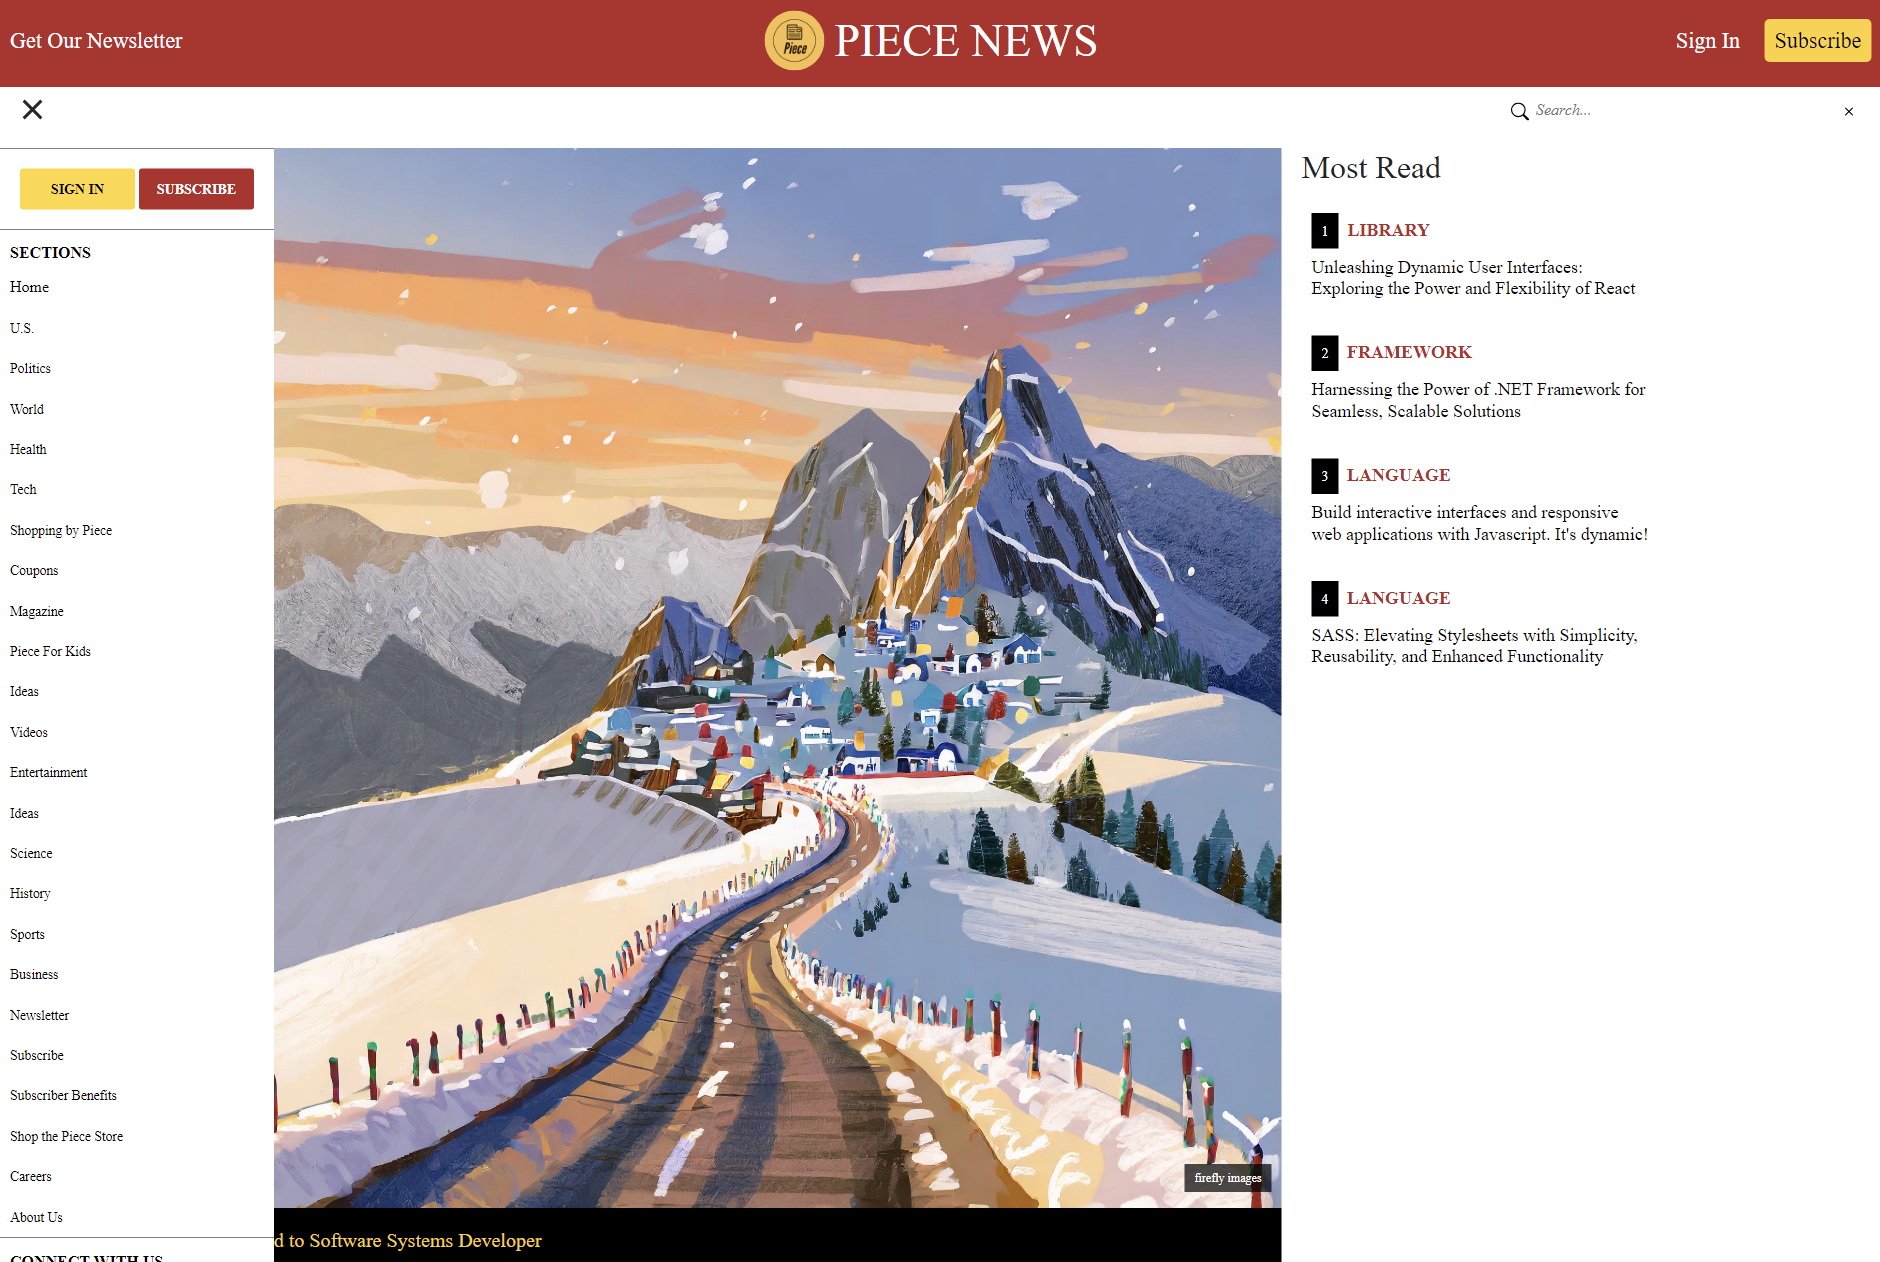 Get Our Newsletter
Piece
PIECE NEWS
Sign In
Subscribe
Search...
SIGN IN
SUBSCRIBE
SECTIONS
Home
U.S.
Politics
World
Health
Tech
Shopping by Piece
Coupons
Magazine
Piece For Kids
Ideas
Videos
Entertainment
Ideas
Science
History
Sports
Business
Newsletter
Subscribe
Subscriber Benefits
Shop the Piece Store
Careers
About Us
CONNECT WITH US
firefly images
d to Software Systems Developer
Most Read
1 LIBRARY
Unleashing Dynamic User Interfaces:
Exploring the Power and Flexibility of React
2 FRAMEWORK
Harnessing the Power of .NET Framework for
Seamless, Scalable Solutions
3 LANGUAGE
Build interactive interfaces and responsive
web applications with Javascript. It's dynamic!
4 LANGUAGE
SASS: Elevating Stylesheets with Simplicity,
Reusability, and Enhanced Functionality